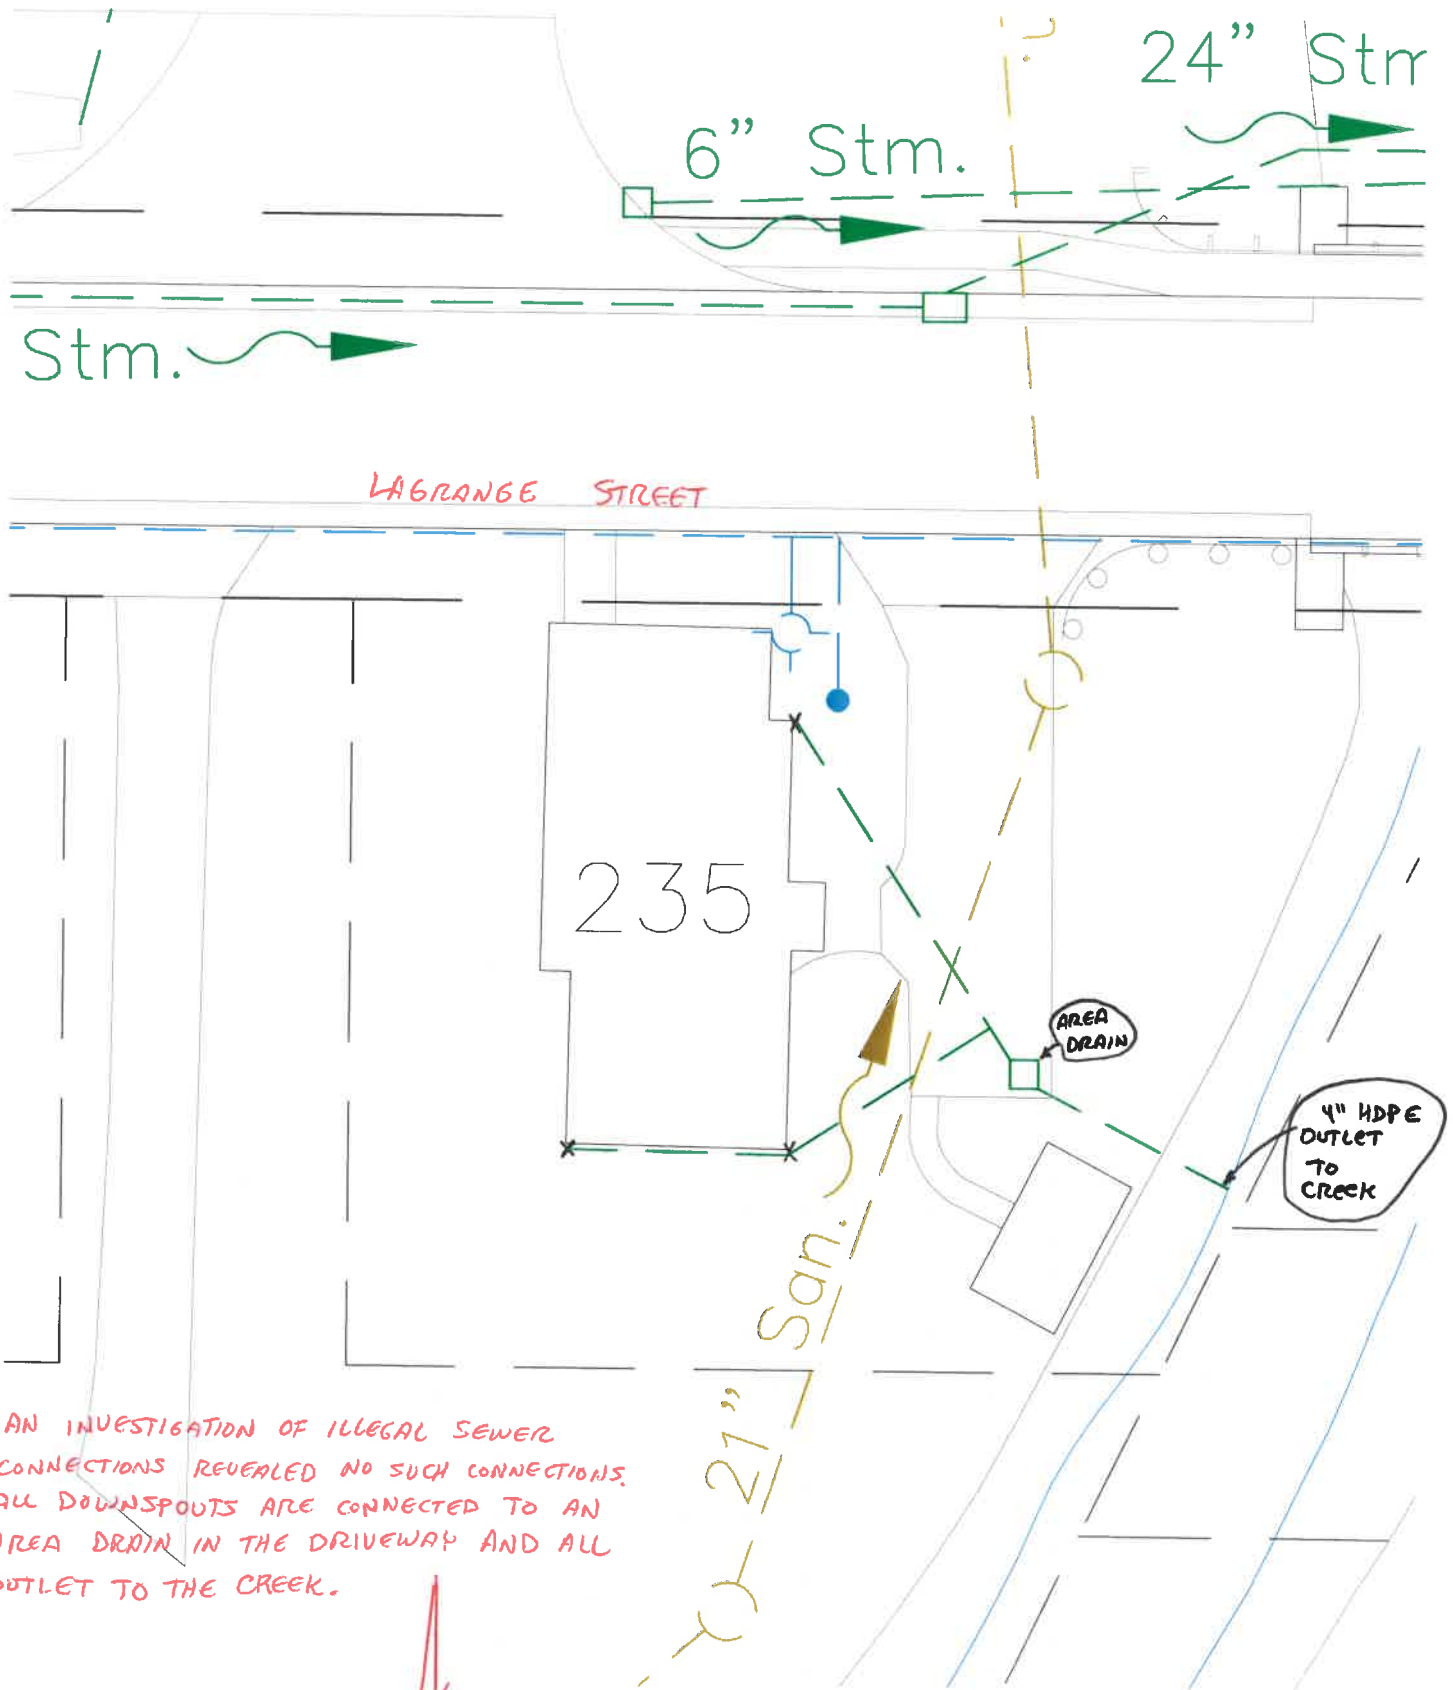 24” Stm
6” Stm.
Stm.
LAGRANGE STREET
235
AREA
DRAIN
4" HDPE
OUTLET
TO
CREEK
San.
21”
AN INVESTIGATION OF ILLEGAL SEWER
CONNECTIONS REVEALED NO SUCH CONNECTIONS.
ALL DOWNSPOUTS ARE CONNECTED TO AN
AREA DRAIN IN THE DRIVEWAY AND ALL
OUTLET TO THE CREEK.